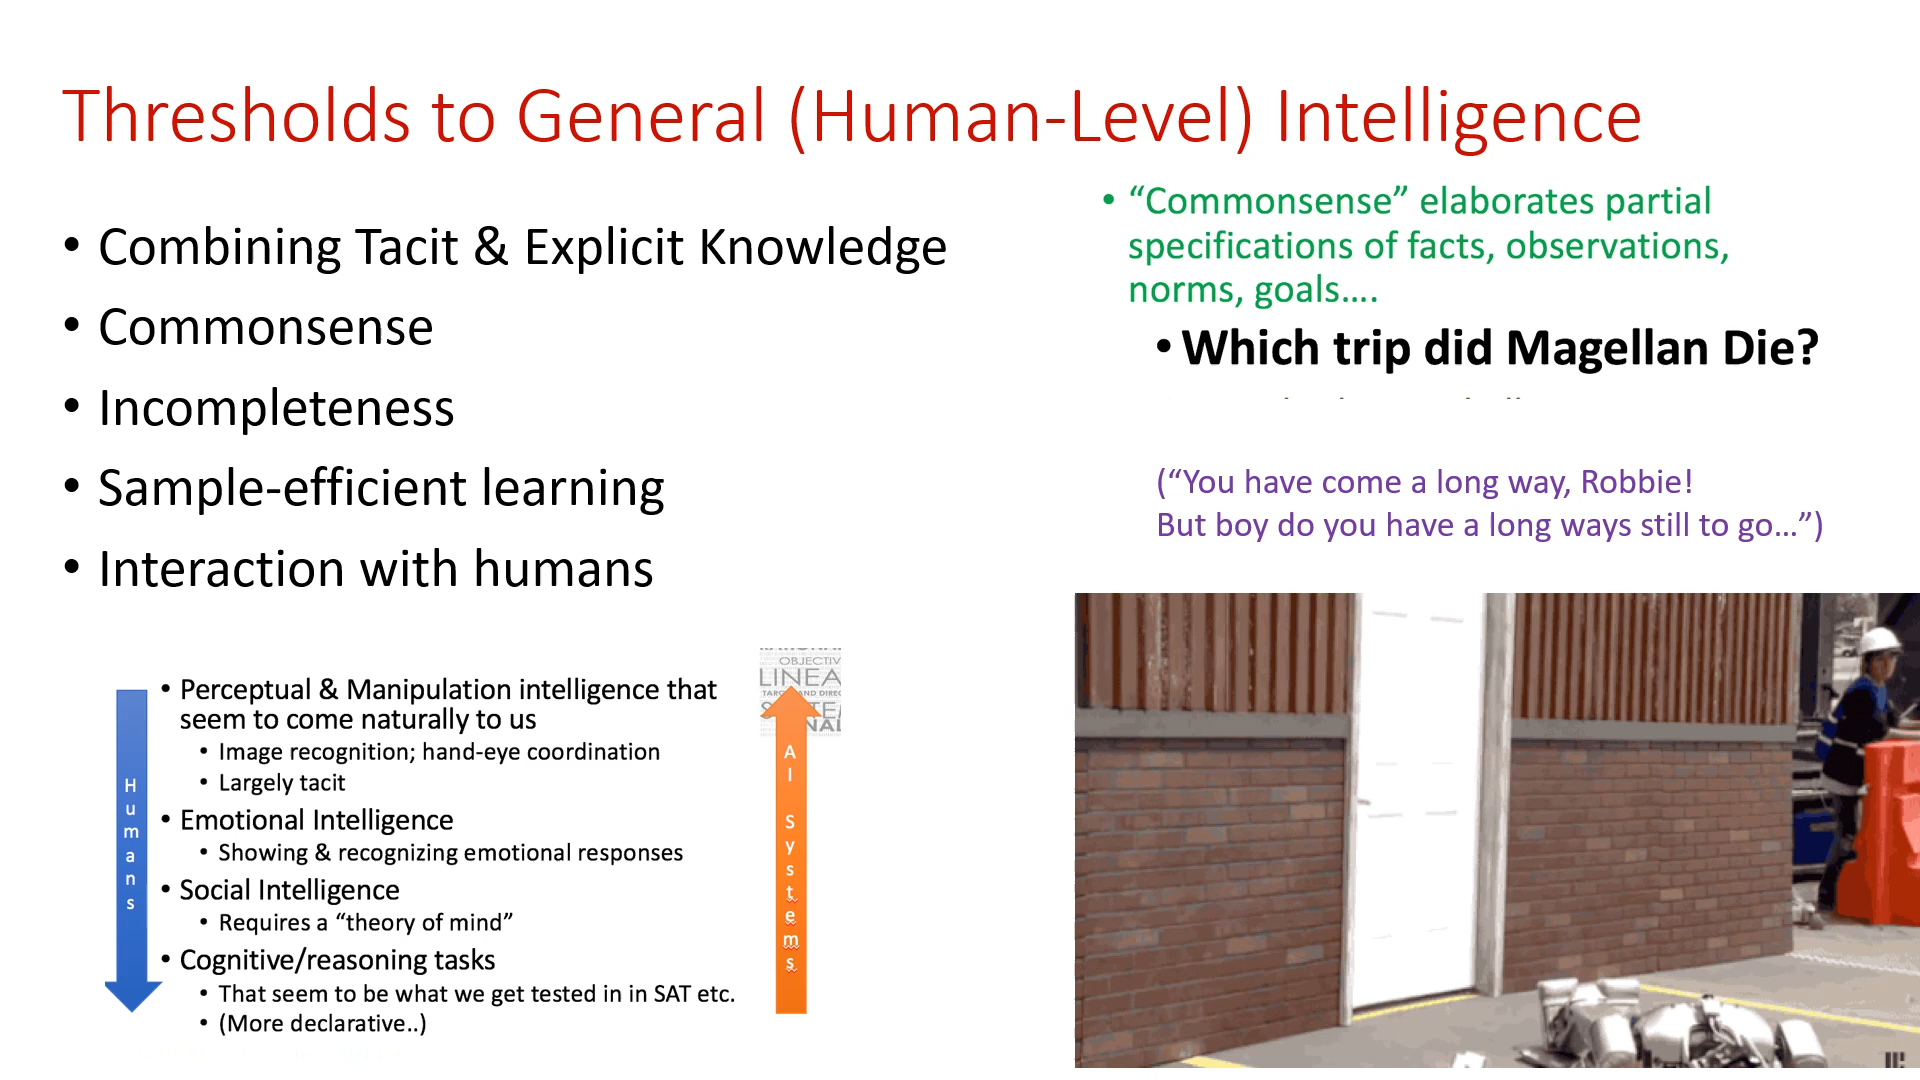 Thresholds to General (Human-Level) Intelligence
• Combining Tacit & Explicit Knowledge
• Commonsense
• Incompleteness
• Sample-efficient learning
• Interaction with humans
• “Commonsense” elaborates partial
specifications of facts, observations,
norms, goals….
• Which trip did Magellan Die?
(“You have come a long way, Robbie!
But boy do you have a long ways still to go…”)
Humans
• Perceptual & Manipulation intelligence that
seem to come naturally to us
• Image recognition; hand-eye coordination
• Largely tacit
• Emotional Intelligence
• Showing & recognizing emotional responses
• Social Intelligence
• Requires a “theory of mind”
• Cognitive/reasoning tasks
• That seem to be what we get tested in in SAT etc.
• (More declarative..)
OBJECTIV
LINEA
AND DIREC
AI Systems